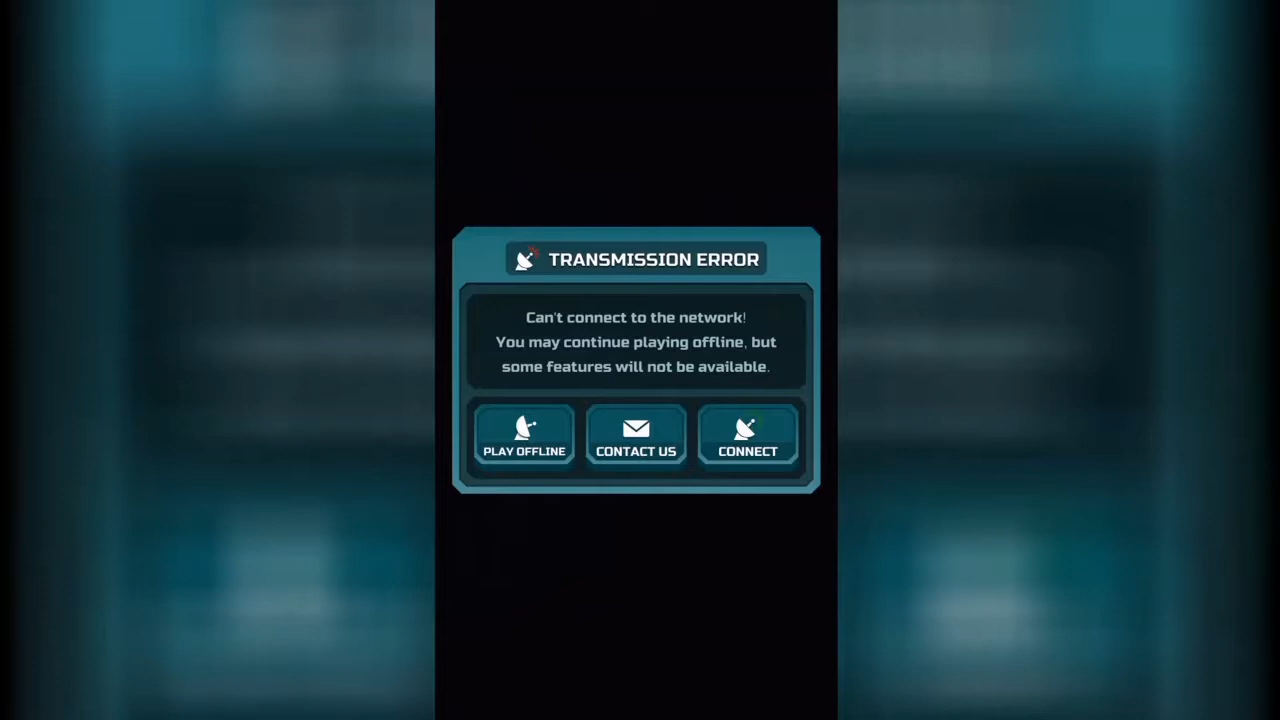 TRANSMISSION ERROR
Can't connect to the network!
You may continue playing offline, but
some features will not be available.
PLAY OFFLINE
CONTACT US
CONNECT